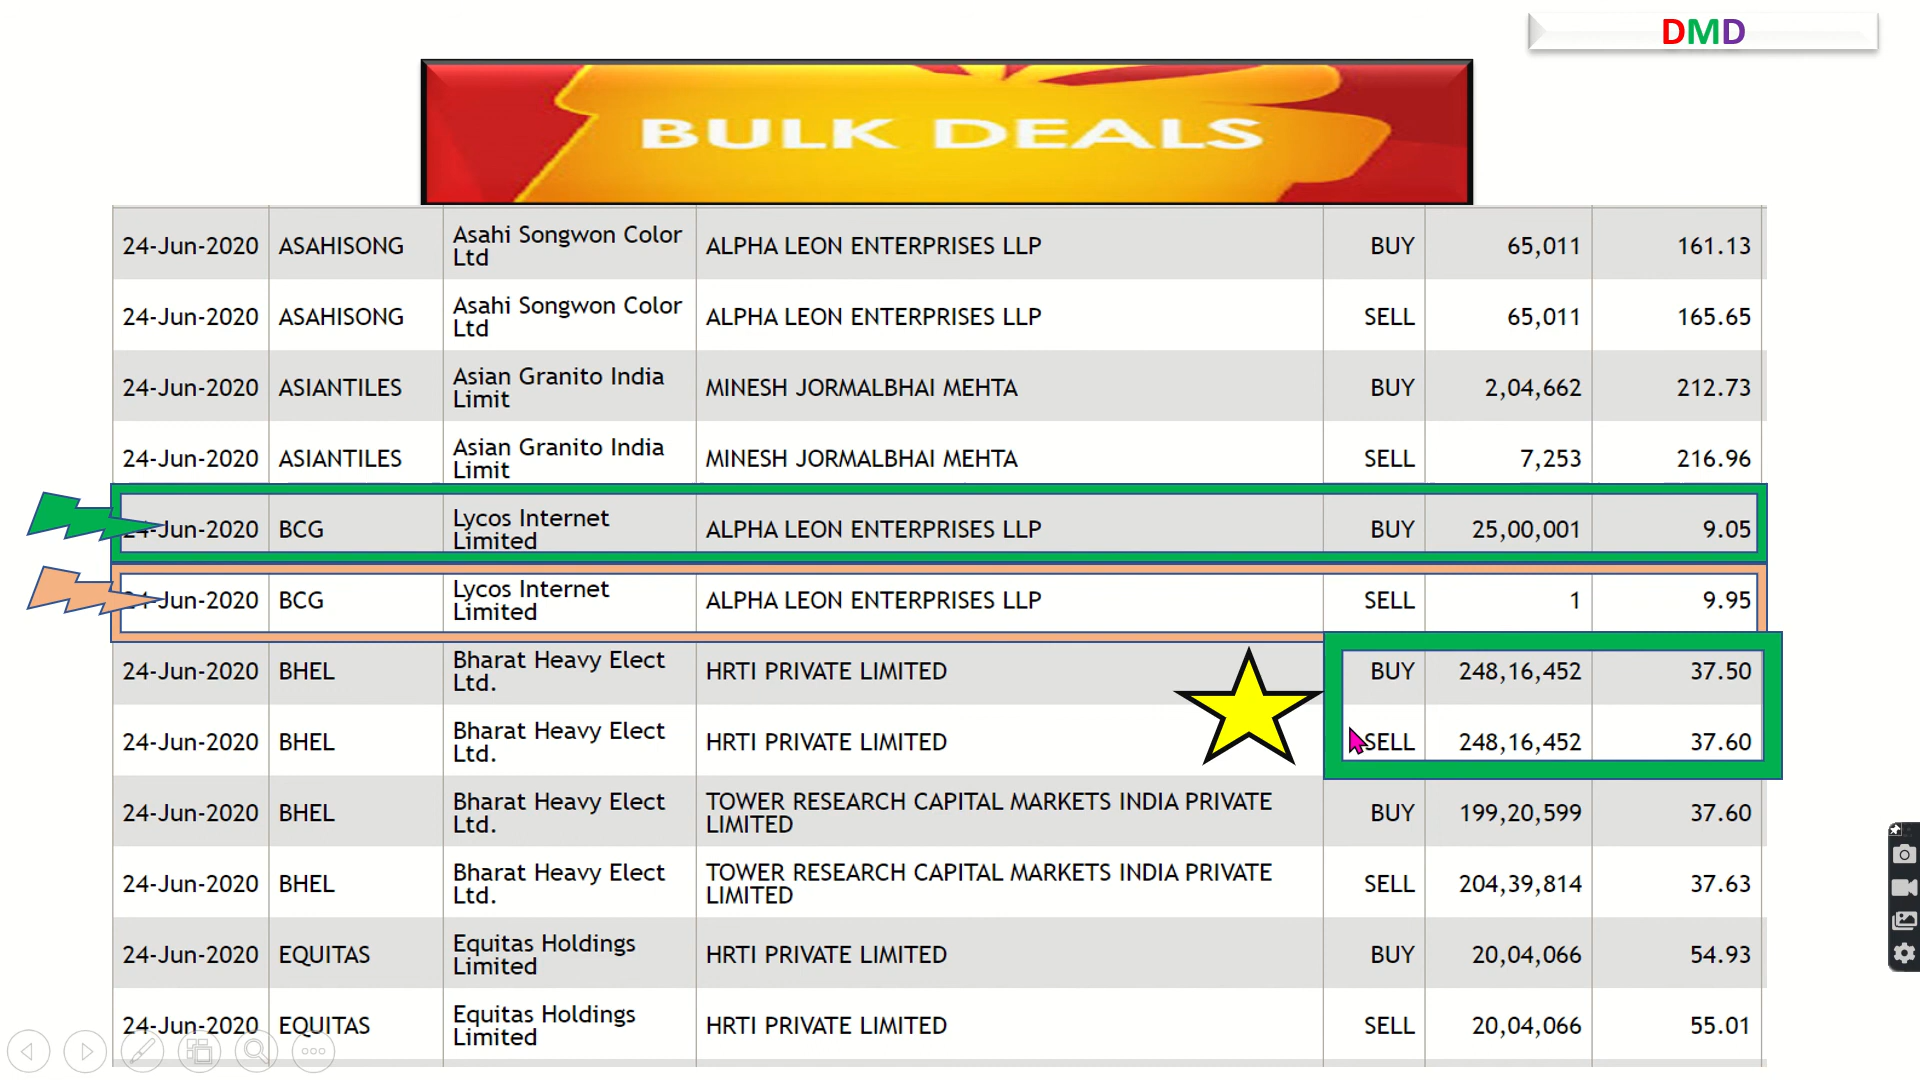 DMD
BULK DEALS
24-Jun-2020 ASAHISONG Asahi Songwon Color Ltd ALPHA LEON ENTERPRISES LLP BUY 65,011 161.13
24-Jun-2020 ASAHISONG Asahi Songwon Color Ltd ALPHA LEON ENTERPRISES LLP SELL 65,011 165.65
24-Jun-2020 ASIANTILES Asian Granito India Limit MINESH JORMALBHAI MEHTA BUY 2,04,662 212.73
24-Jun-2020 ASIANTILES Asian Granito India Limit MINESH JORMALBHAI MEHTA SELL 7,253 216.96
24-Jun-2020 BCG Lycos Internet Limited ALPHA LEON ENTERPRISES LLP BUY 25,00,001 9.05
24-Jun-2020 BCG Lycos Internet Limited ALPHA LEON ENTERPRISES LLP SELL 1 9.95
24-Jun-2020 BHEL Bharat Heavy Elect Ltd. HRTI PRIVATE LIMITED BUY 248,16,452 37.50
24-Jun-2020 BHEL Bharat Heavy Elect Ltd. HRTI PRIVATE LIMITED SELL 248,16,452 37.60
24-Jun-2020 BHEL Bharat Heavy Elect Ltd. TOWER RESEARCH CAPITAL MARKETS INDIA PRIVATE LIMITED BUY 199,20,599 37.60
24-Jun-2020 BHEL Bharat Heavy Elect Ltd. TOWER RESEARCH CAPITAL MARKETS INDIA PRIVATE LIMITED SELL 204,39,814 37.63
24-Jun-2020 EQUITAS Equitas Holdings Limited HRTI PRIVATE LIMITED BUY 20,04,066 54.93
24-Jun-2020 EQUITAS Equitas Holdings Limited HRTI PRIVATE LIMITED SELL 20,04,066 55.01